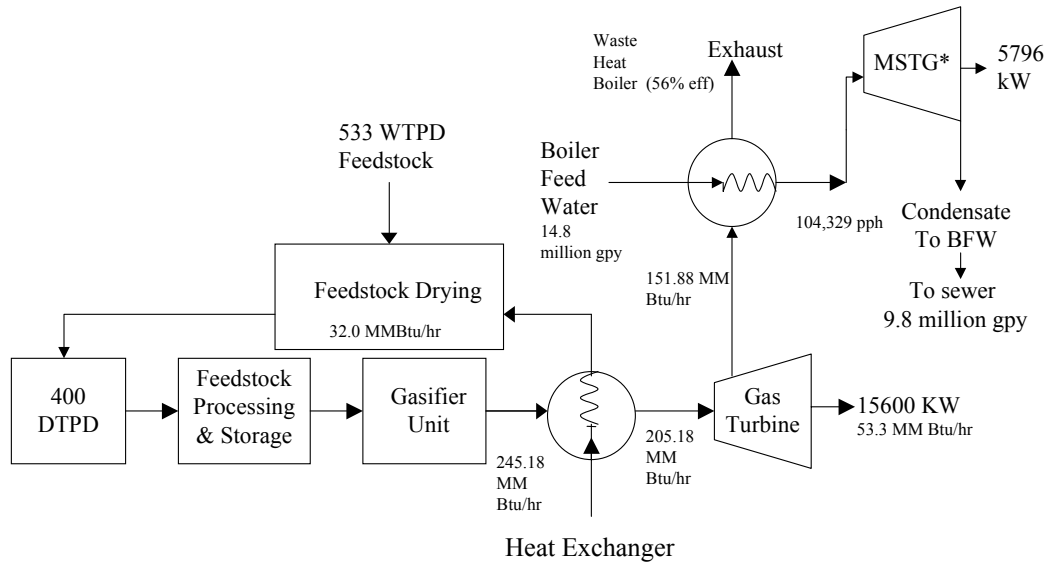 Waste
Heat
Boiler (56% eff)
Exhaust
MSTG*
5796
kW
533 WTPD
Feedstock
Boiler
Feed
Water
14.8
million gpy
104,329 pph
Condensate
To BFW
To sewer
9.8 million gpy
151.88 MM
Btu/hr
Feedstock Drying
32.0 MMBtu/hr
400
DTPD
Feedstock
Processing
& Storage
Gasifier
Unit
245.18
MM
Btu/hr
205.18
MM
Btu/hr
Gas
Turbine
15600 KW
53.3 MM Btu/hr
Heat Exchanger